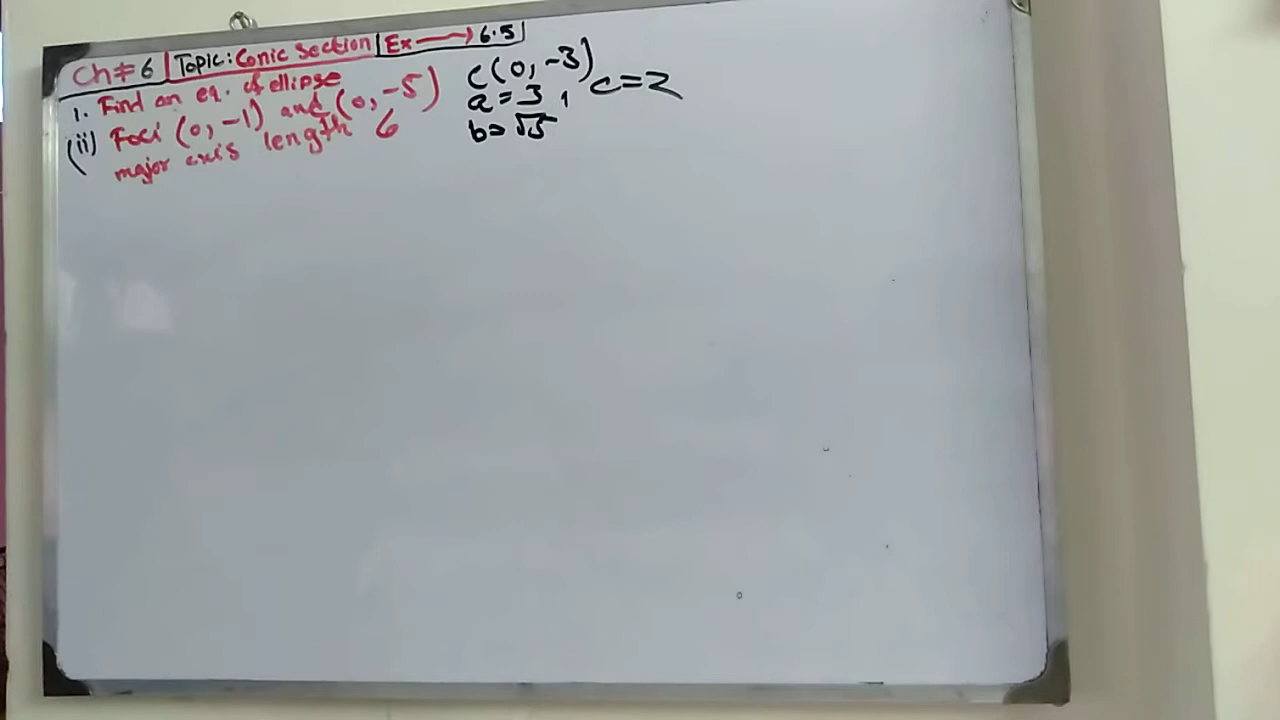 Ch # 6 | Topic: Conic Section | Ex → 6.5
1. Find an eq. of ellipse
(ii) Foci (0, -1) and (0, -5)
major axis length 6
C(0, -3)
a = 3, c = 2
b = √5